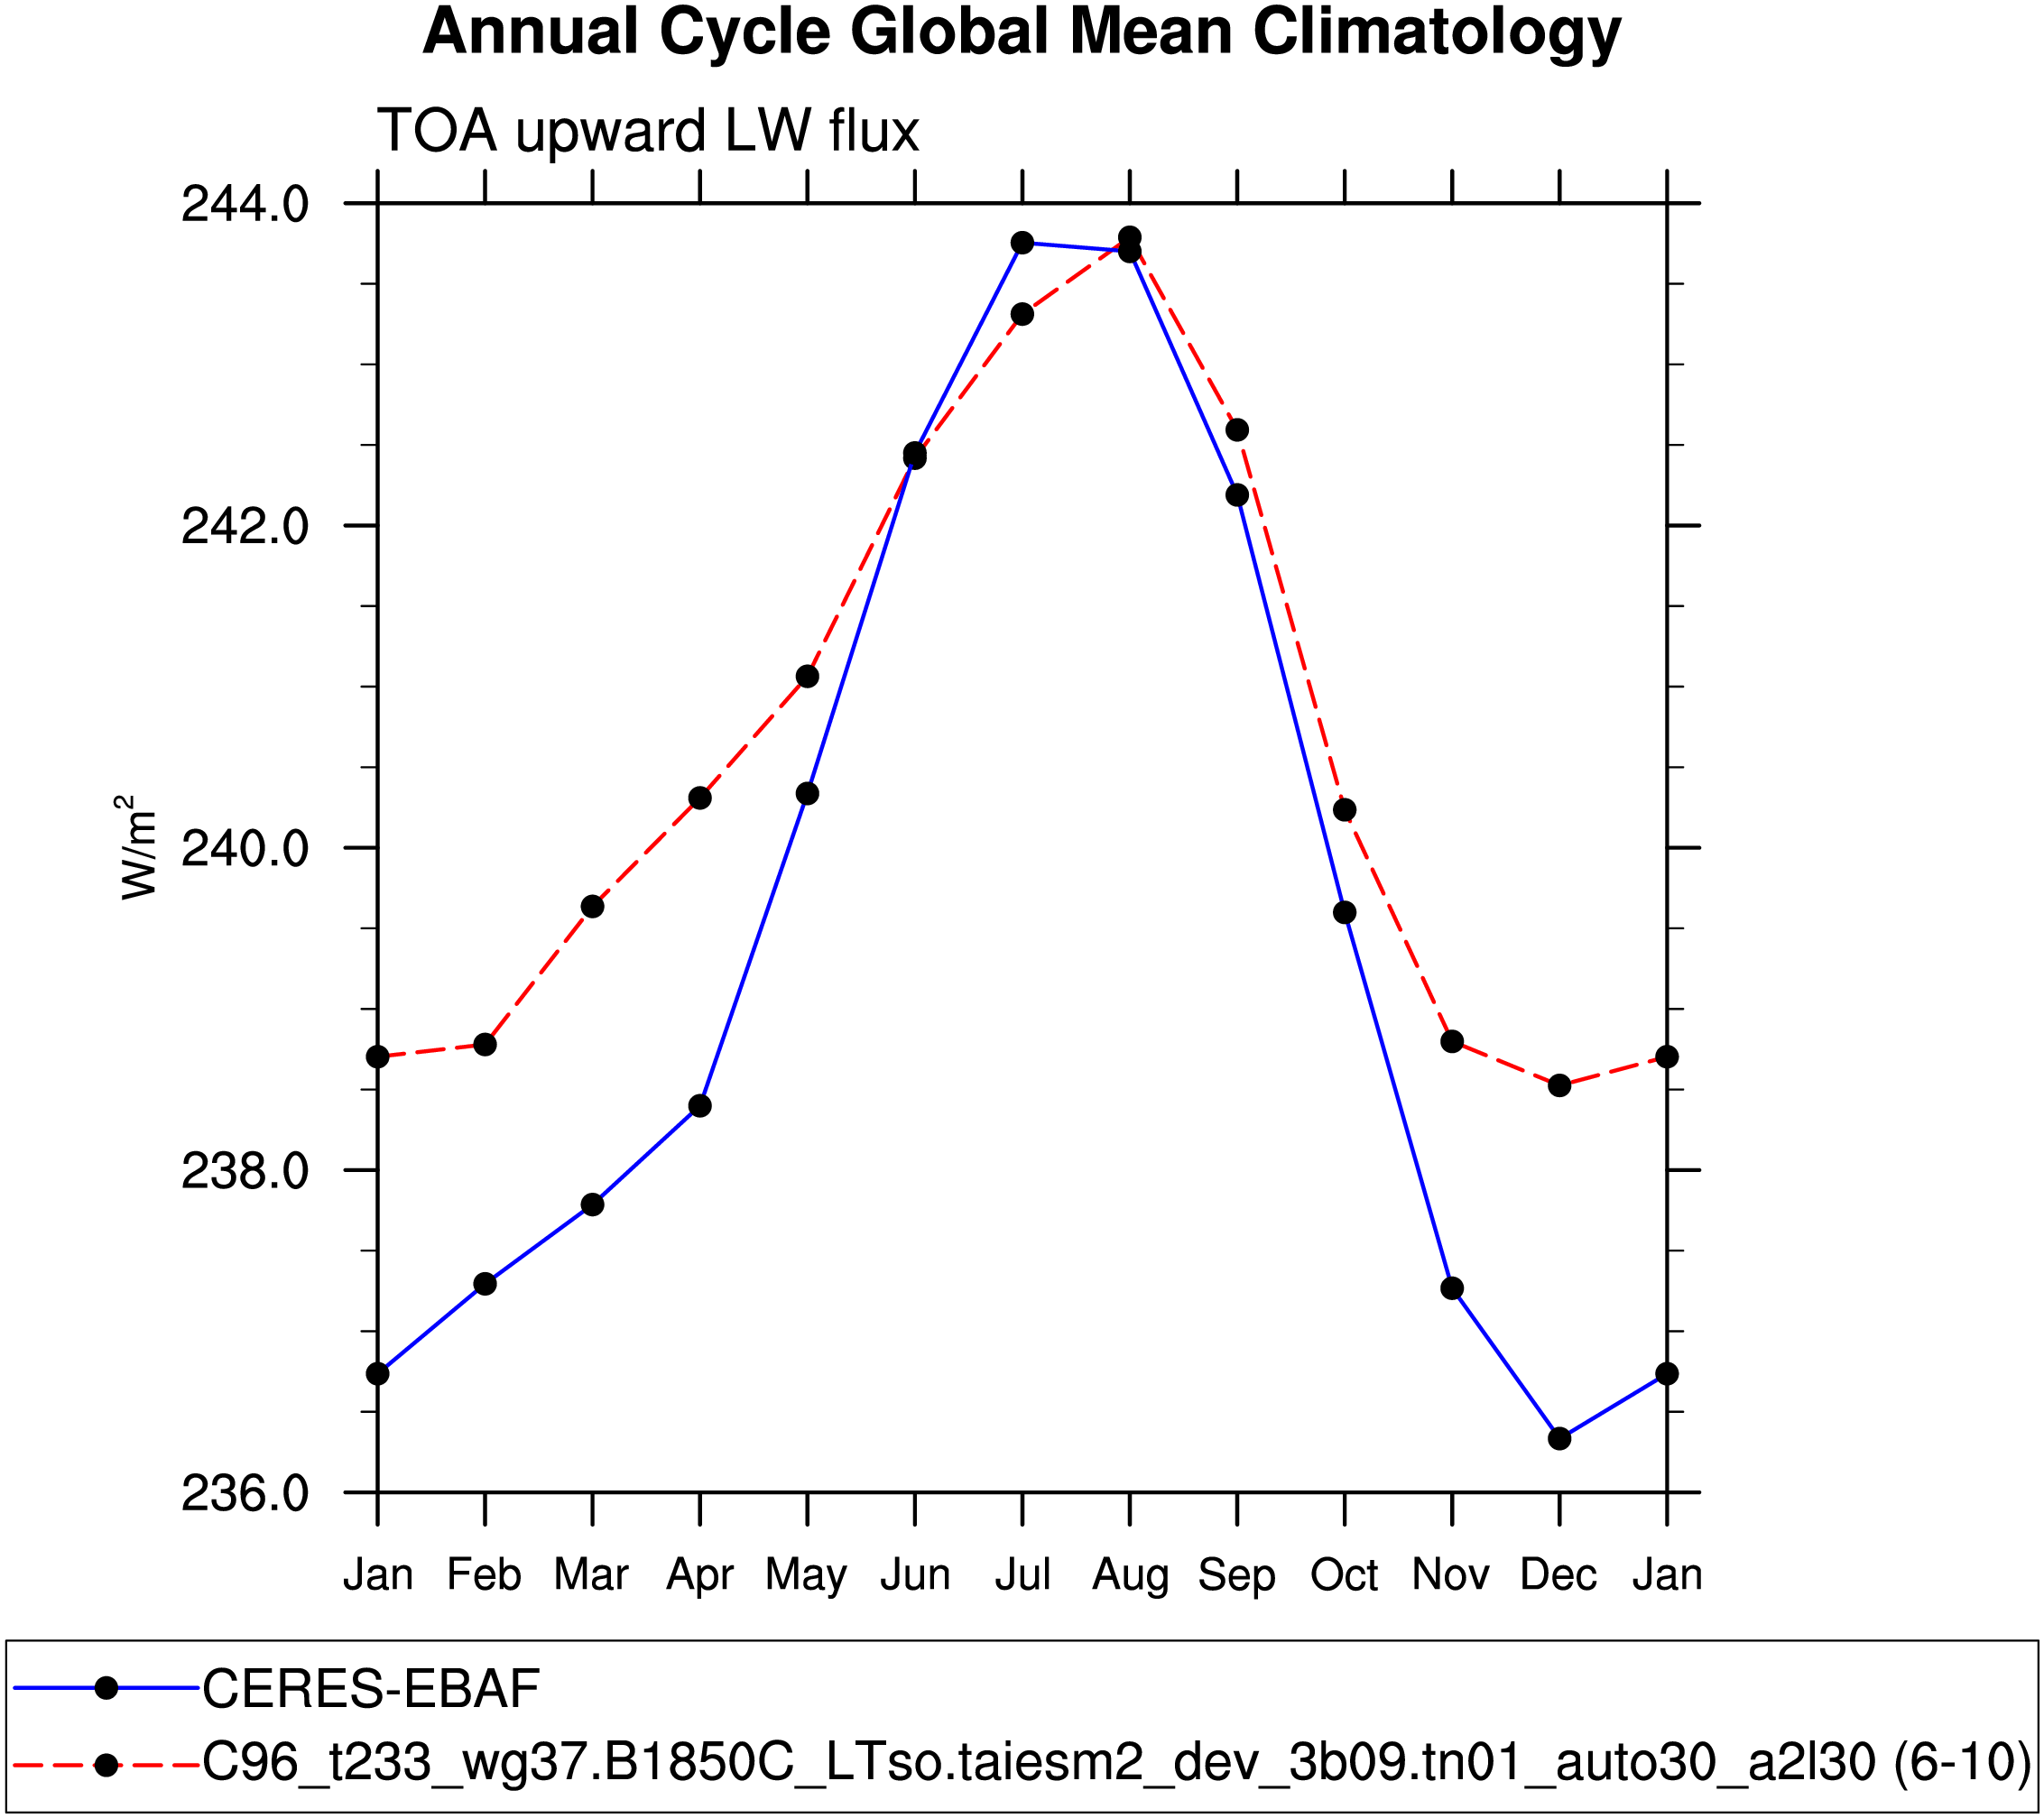 Annual Cycle Global Mean Climatology
TOA upward LW flux
244.0
242.0
240.0
238.0
236.0
W/m²
Jan Feb Mar Apr May Jun Jul Aug Sep Oct Nov Dec Jan
CERES-EBAF
C96_t233_wg37.B1850C_LTso.taiesm2_dev_3b09.tn01_auto30_a2l30 (6-10)